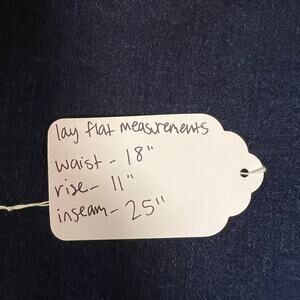 lay flat measurements
waist - 18"
rise - 11"
inseam - 25"